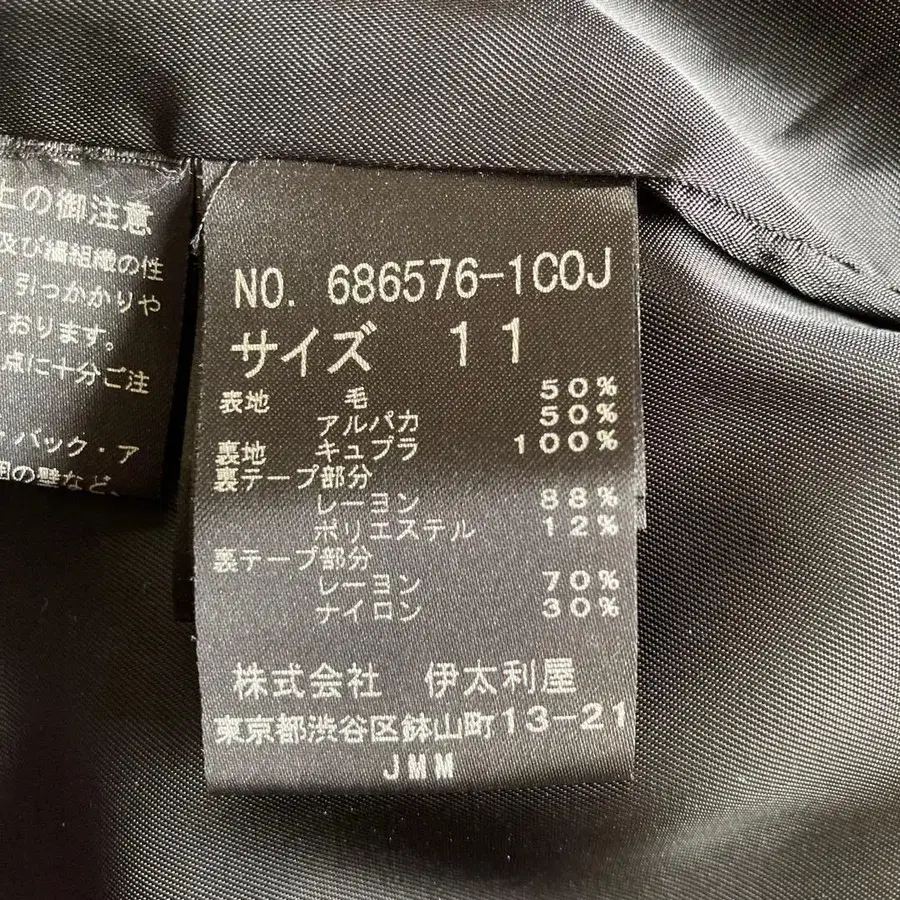 上の御注意
及び繊組織の性
引っかかりや
ております。
点に十分ご注
・バック・ア
の壁など、
NO. 686576-1COJ
サイズ 11
表地 毛 50%
アルパカ 50%
裏地 キュプラ 100%
裏テープ部分
レーヨン 88%
ポリエステル 12%
裏テープ部分
レーヨン 70%
ナイロン 30%
株式会社 伊太利屋
東京都渋谷区鉢山町13-21
JMM